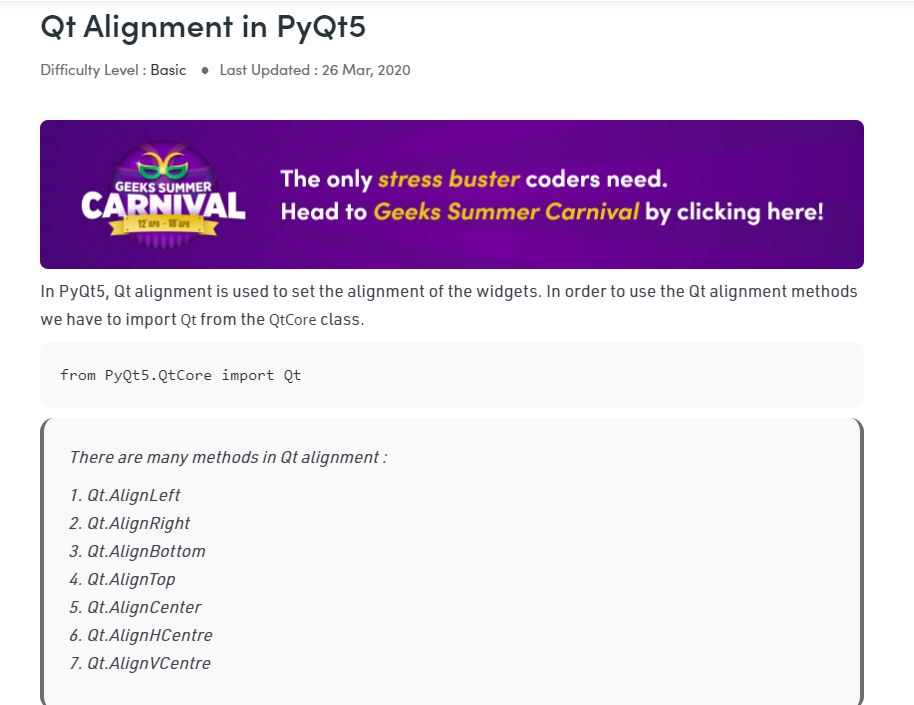 Qt Alignment in PyQt5
Difficulty Level : Basic ● Last Updated : 26 Mar, 2020
GEEKS SUMMER
CARNIVAL
12 APR - 16 APR
The only stress buster coders need.
Head to Geeks Summer Carnival by clicking here!
In PyQt5, Qt alignment is used to set the alignment of the widgets. In order to use the Qt alignment methods
we have to import Qt from the QtCore class.
from PyQt5.QtCore import Qt
There are many methods in Qt alignment :
1. Qt.AlignLeft
2. Qt.AlignRight
3. Qt.AlignBottom
4. Qt.AlignTop
5. Qt.AlignCenter
6. Qt.AlignHCentre
7. Qt.AlignVCentre